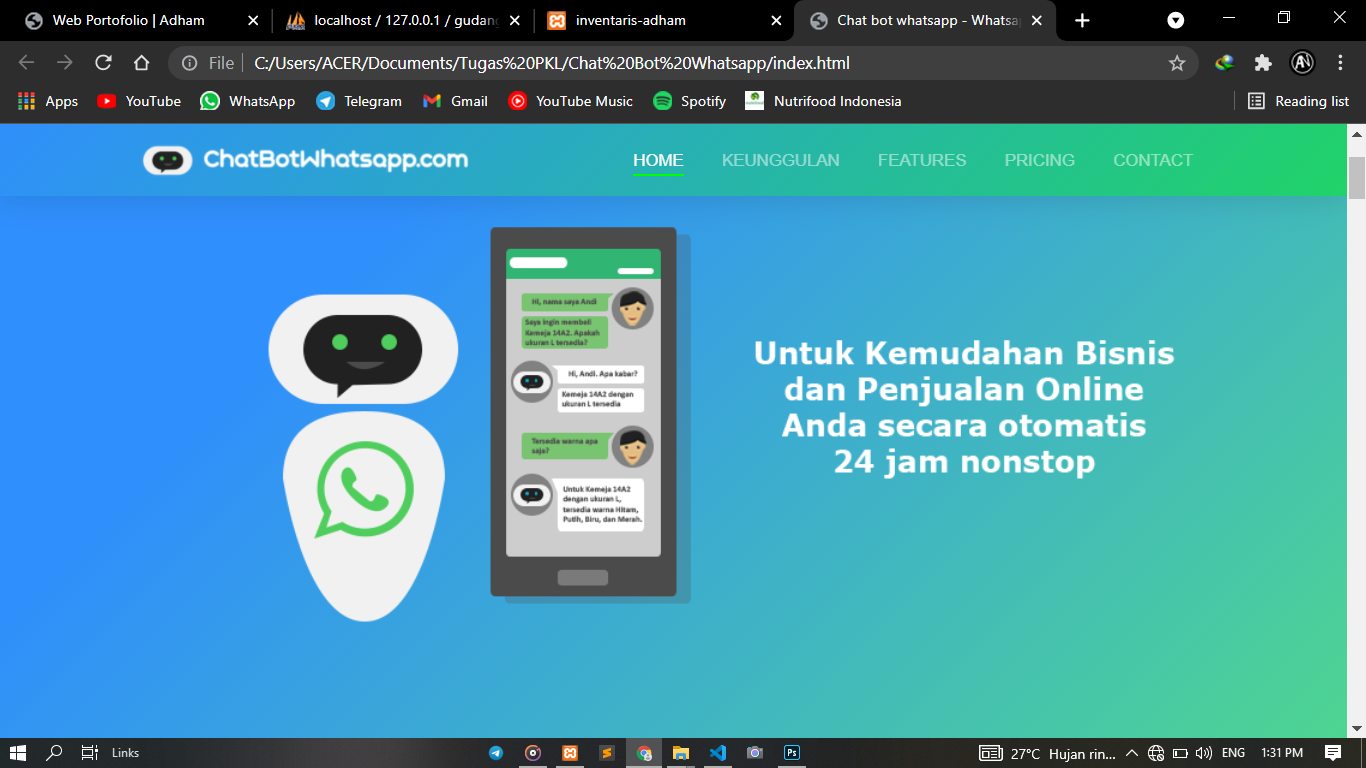 Web Portofolio | Adham
localhost / 127.0.0.1 / gudang
inventaris-adham
Chat bot whatsapp - Whatsa
File
C:/Users/ACER/Documents/Tugas%20PKL/Chat%20Bot%20Whatsapp/index.html
Apps
YouTube
WhatsApp
Telegram
Gmail
YouTube Music
Spotify
Nutrifood Indonesia
Reading list
ChatBotWhatsapp.com
HOME
KEUNGGULAN
FEATURES
PRICING
CONTACT
Hi, nama saya Andi
Saya ingin membeli
Kemeja 14A2. Apakah
ukuran L tersedia?
Hi, Andi. Apa kabar?
Kemeja 14A2 dengan
ukuran L tersedia
Tersedia warna apa
saja?
Untuk Kemeja 14A2
dengan ukuran L,
tersedia warna Hitam,
Putih, Biru, dan Merah.
Untuk Kemudahan Bisnis
dan Penjualan Online
Anda secara otomatis
24 jam nonstop
Links
27°C Hujan rin...
ENG
1:31 PM